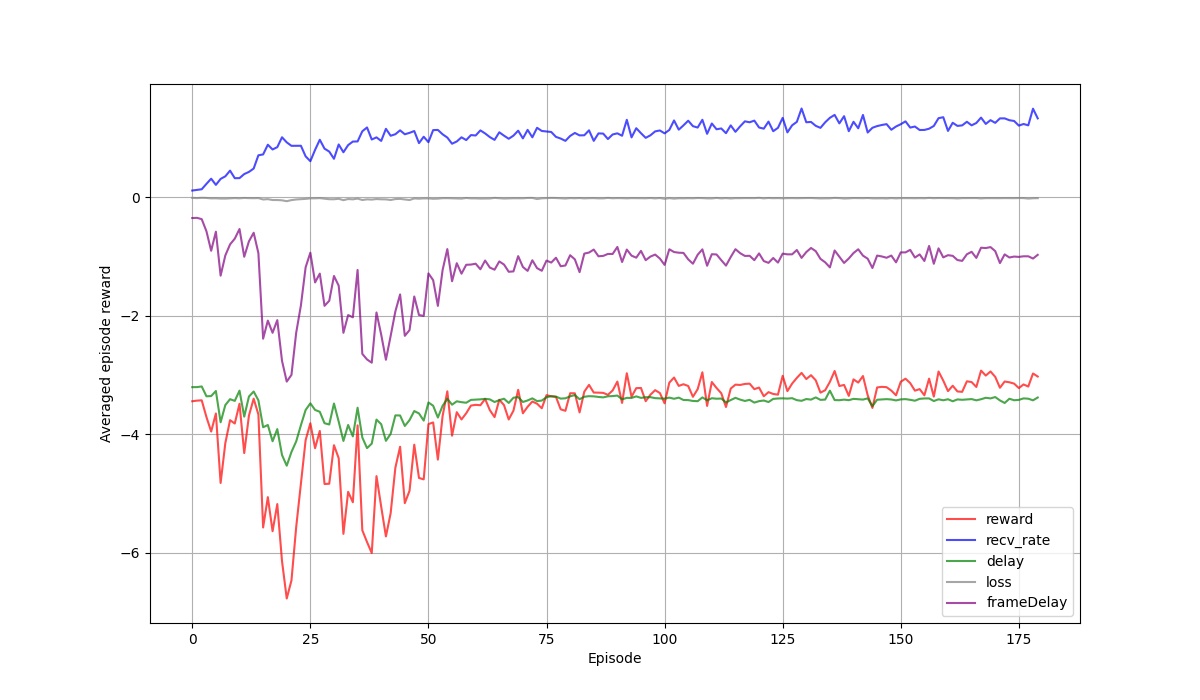 0
−2
−4
−6
Averaged episode reward
0
25
50
75
100
125
150
175
Episode
reward
recv_rate
delay
loss
frameDelay